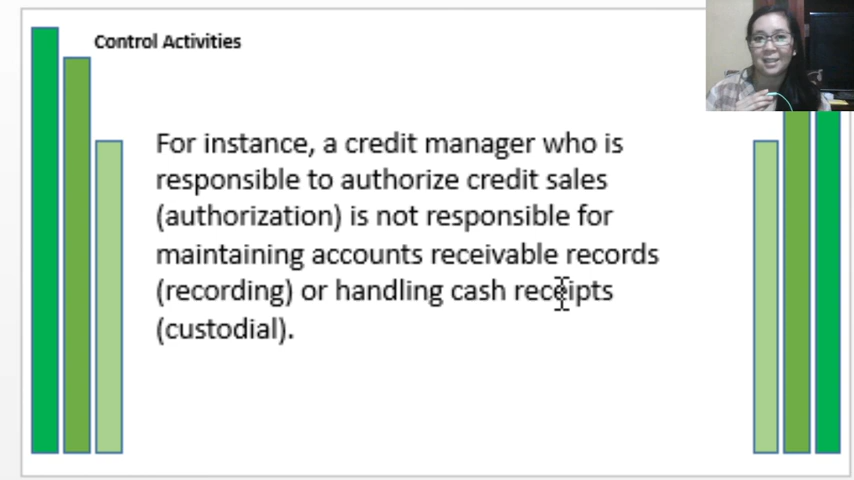 Control Activities
For instance, a credit manager who is
responsible to authorize credit sales
(authorization) is not responsible for
maintaining accounts receivable records
(recording) or handling cash receipts
(custodial).